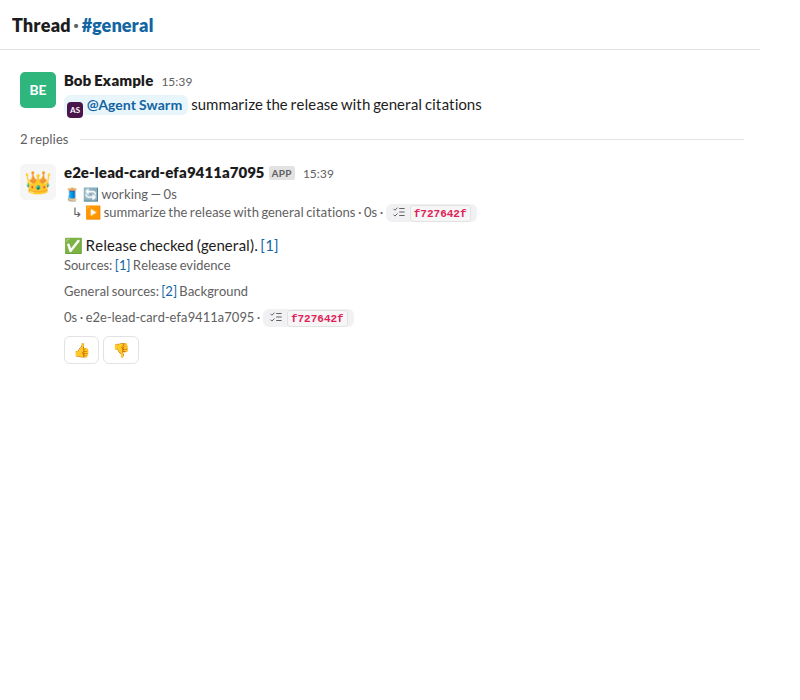 Thread · #general
BE
Bob Example 15:39
AS @Agent Swarm summarize the release with general citations
2 replies
e2e-lead-card-efa9411a7095 APP 15:39
🧵 🔄 working — 0s
↳ ▶️ summarize the release with general citations · 0s · f727642f
✅ Release checked (general). [1]
Sources: [1] Release evidence
General sources: [2] Background
0s · e2e-lead-card-efa9411a7095 · f727642f